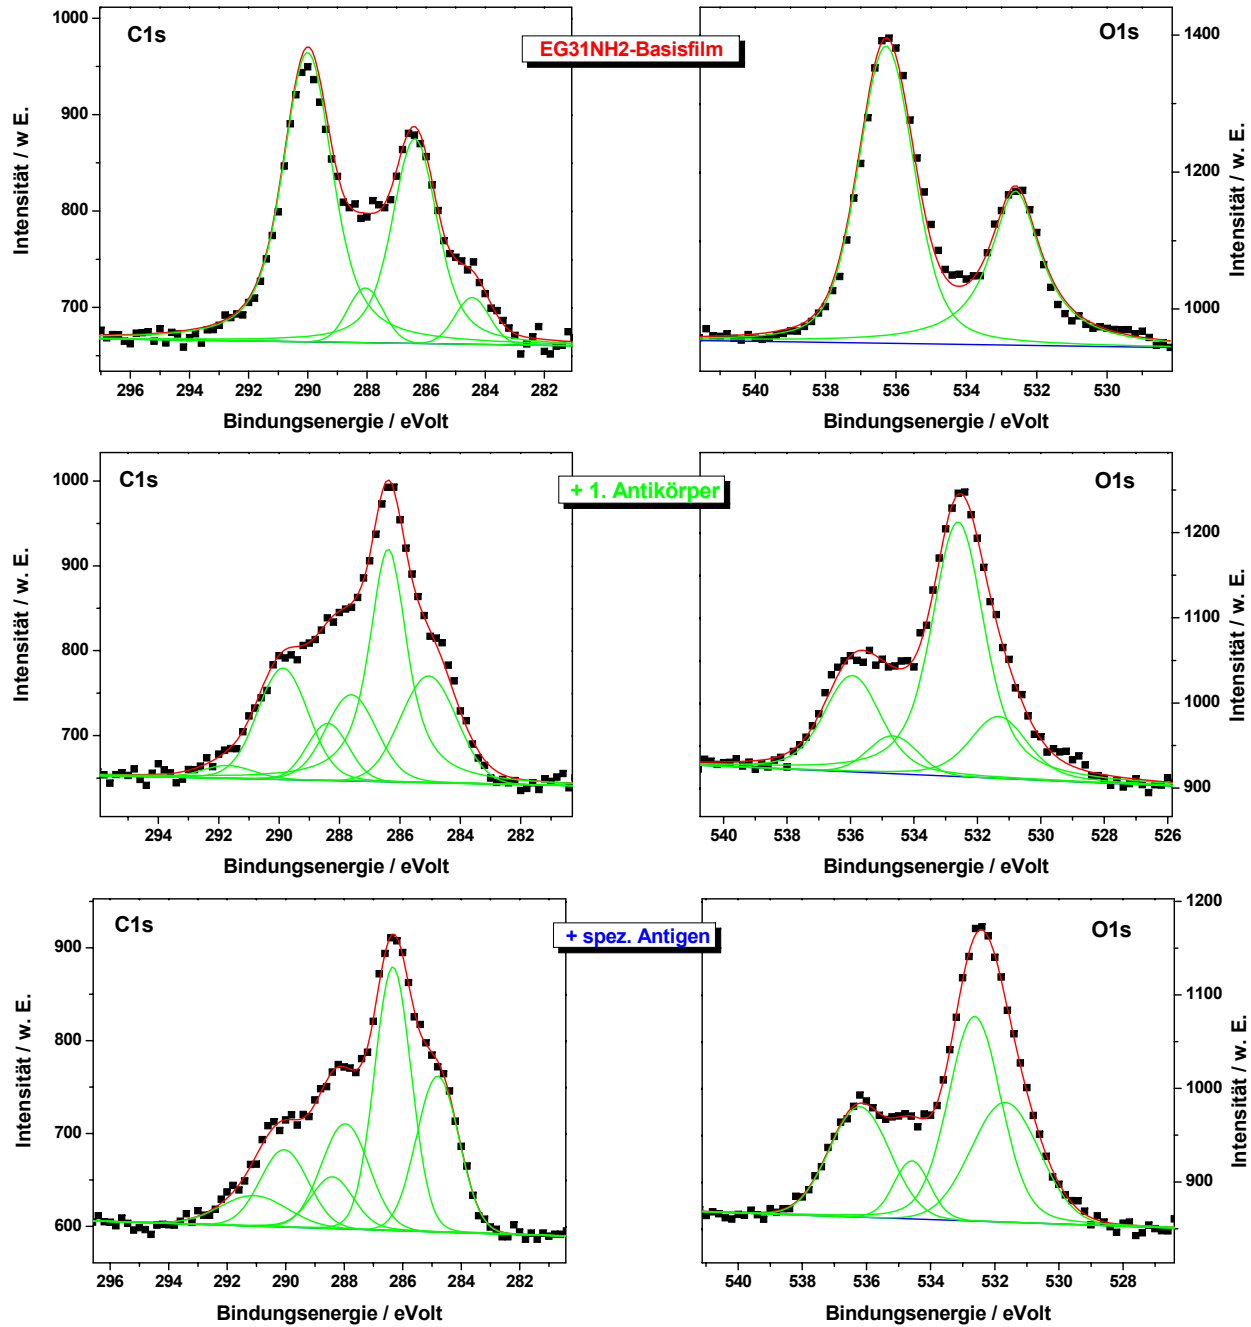 C1s
EG31NH2-Basisfilm
O1s
Intensität / w E.
1000
900
800
700
296 294 292 290 288 286 284 282
Bindungsenergie / eVolt
1400
1200
1000
Intensität / w. E.
540 538 536 534 532 530
Bindungsenergie / eVolt
C1s
+ 1. Antikörper
O1s
Intensität / w. E.
1000
900
800
700
294 292 290 288 286 284 282
Bindungsenergie / eVolt
1200
1100
1000
900
Intensität / w. E.
540 538 536 534 532 530 528 526
Bindungsenergie / eVolt
C1s
+ spez. Antigen
O1s
Intensität / w. E.
900
800
700
600
296 294 292 290 288 286 284 282
Bindungsenergie / eVolt
1200
1100
1000
900
Intensität / w. E.
540 538 536 534 532 530 528
Bindungsenergie / eVolt